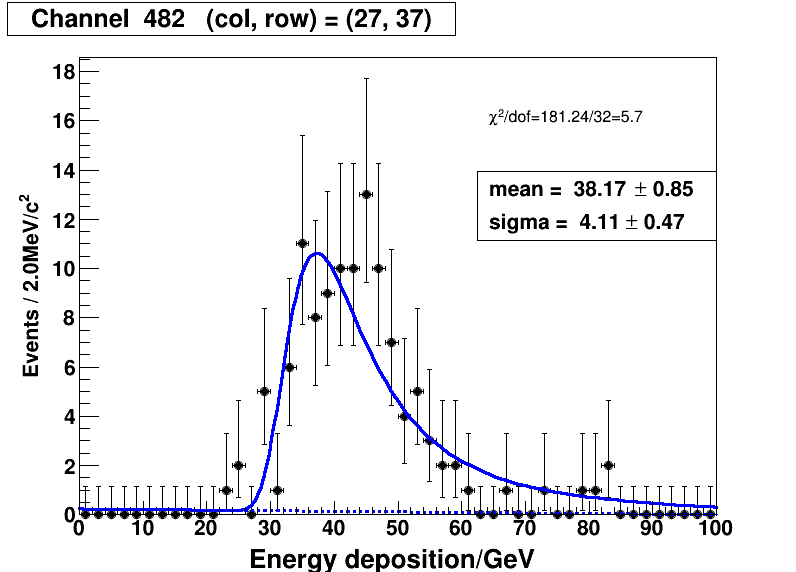 Channel 482 (col, row) = (27, 37)
χ²/dof=181.24/32=5.7
mean = 38.17 ± 0.85
sigma = 4.11 ± 0.47
Events / 2.0MeV/c²
18
16
14
12
10
8
6
4
2
0
0 10 20 30 40 50 60 70 80 90 100
Energy deposition/GeV